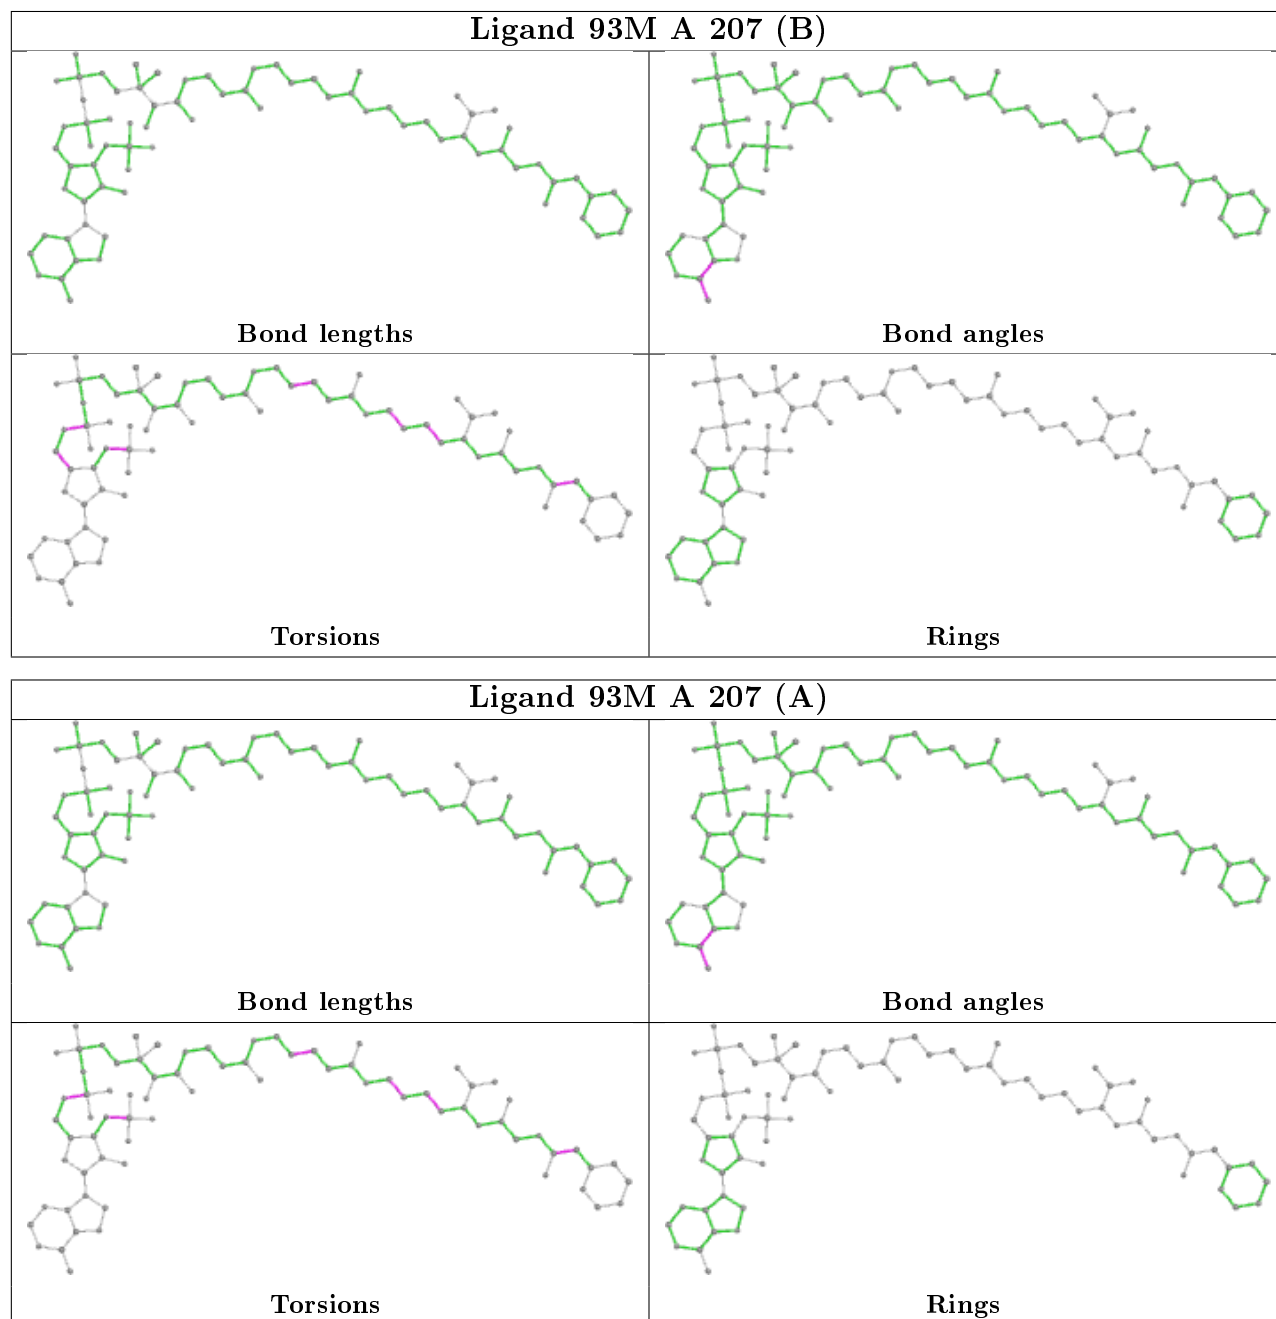 Ligand 93M A 207 (B)
Bond lengths
Bond angles
Torsions
Rings
Ligand 93M A 207 (A)
Bond lengths
Bond angles
Torsions
Rings